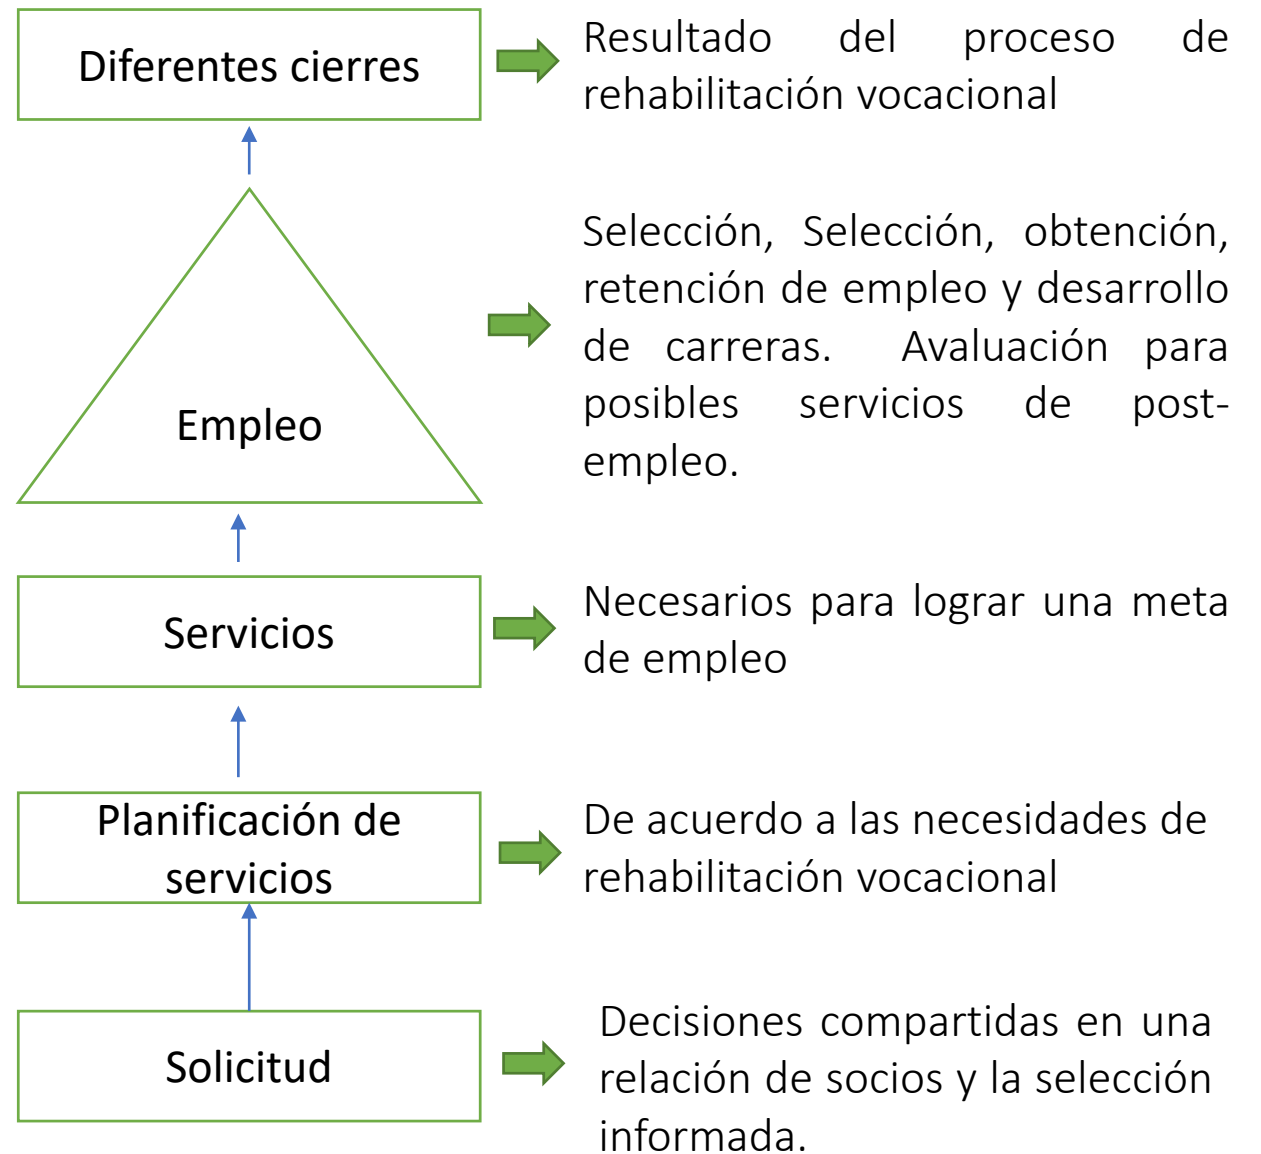 Diferentes cierres
Resultado del proceso de
rehabilitación vocacional
Selección, Selección, obtención,
retención de empleo y desarrollo
de carreras. Avaluación para
posibles servicios de post-
empleo.
Empleo
Servicios
Necesarios para lograr una meta
de empleo
Planificación de
servicios
De acuerdo a las necesidades de
rehabilitación vocacional
Solicitud
Decisiones compartidas en una
relación de socios y la selección
informada.